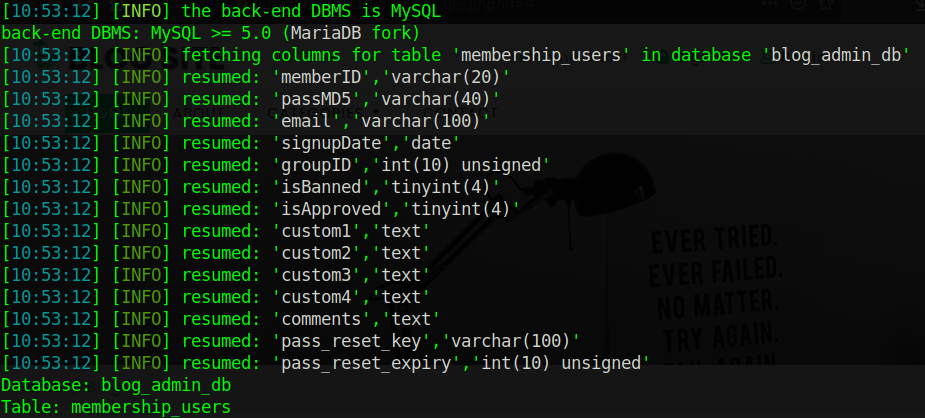 [10:53:12] [INFO] the back-end DBMS is MySQL
back-end DBMS: MySQL >= 5.0 (MariaDB fork)
[10:53:12] [INFO] fetching columns for table 'membership_users' in database 'blog_admin_db'
[10:53:12] [INFO] resumed: 'memberID','varchar(20)'
[10:53:12] [INFO] resumed: 'passMD5','varchar(40)'
[10:53:12] [INFO] resumed: 'email','varchar(100)'
[10:53:12] [INFO] resumed: 'signupDate','date'
[10:53:12] [INFO] resumed: 'groupID','int(10) unsigned'
[10:53:12] [INFO] resumed: 'isBanned','tinyint(4)'
[10:53:12] [INFO] resumed: 'isApproved','tinyint(4)'
[10:53:12] [INFO] resumed: 'custom1','text'
[10:53:12] [INFO] resumed: 'custom2','text'
[10:53:12] [INFO] resumed: 'custom3','text'
[10:53:12] [INFO] resumed: 'custom4','text'
[10:53:12] [INFO] resumed: 'comments','text'
[10:53:12] [INFO] resumed: 'pass_reset_key','varchar(100)'
[10:53:12] [INFO] resumed: 'pass_reset_expiry','int(10) unsigned'
Database: blog_admin_db
Table: membership_users
EVER TRIED.
EVER FAILED.
NO MATTER.
TRY AGAIN.